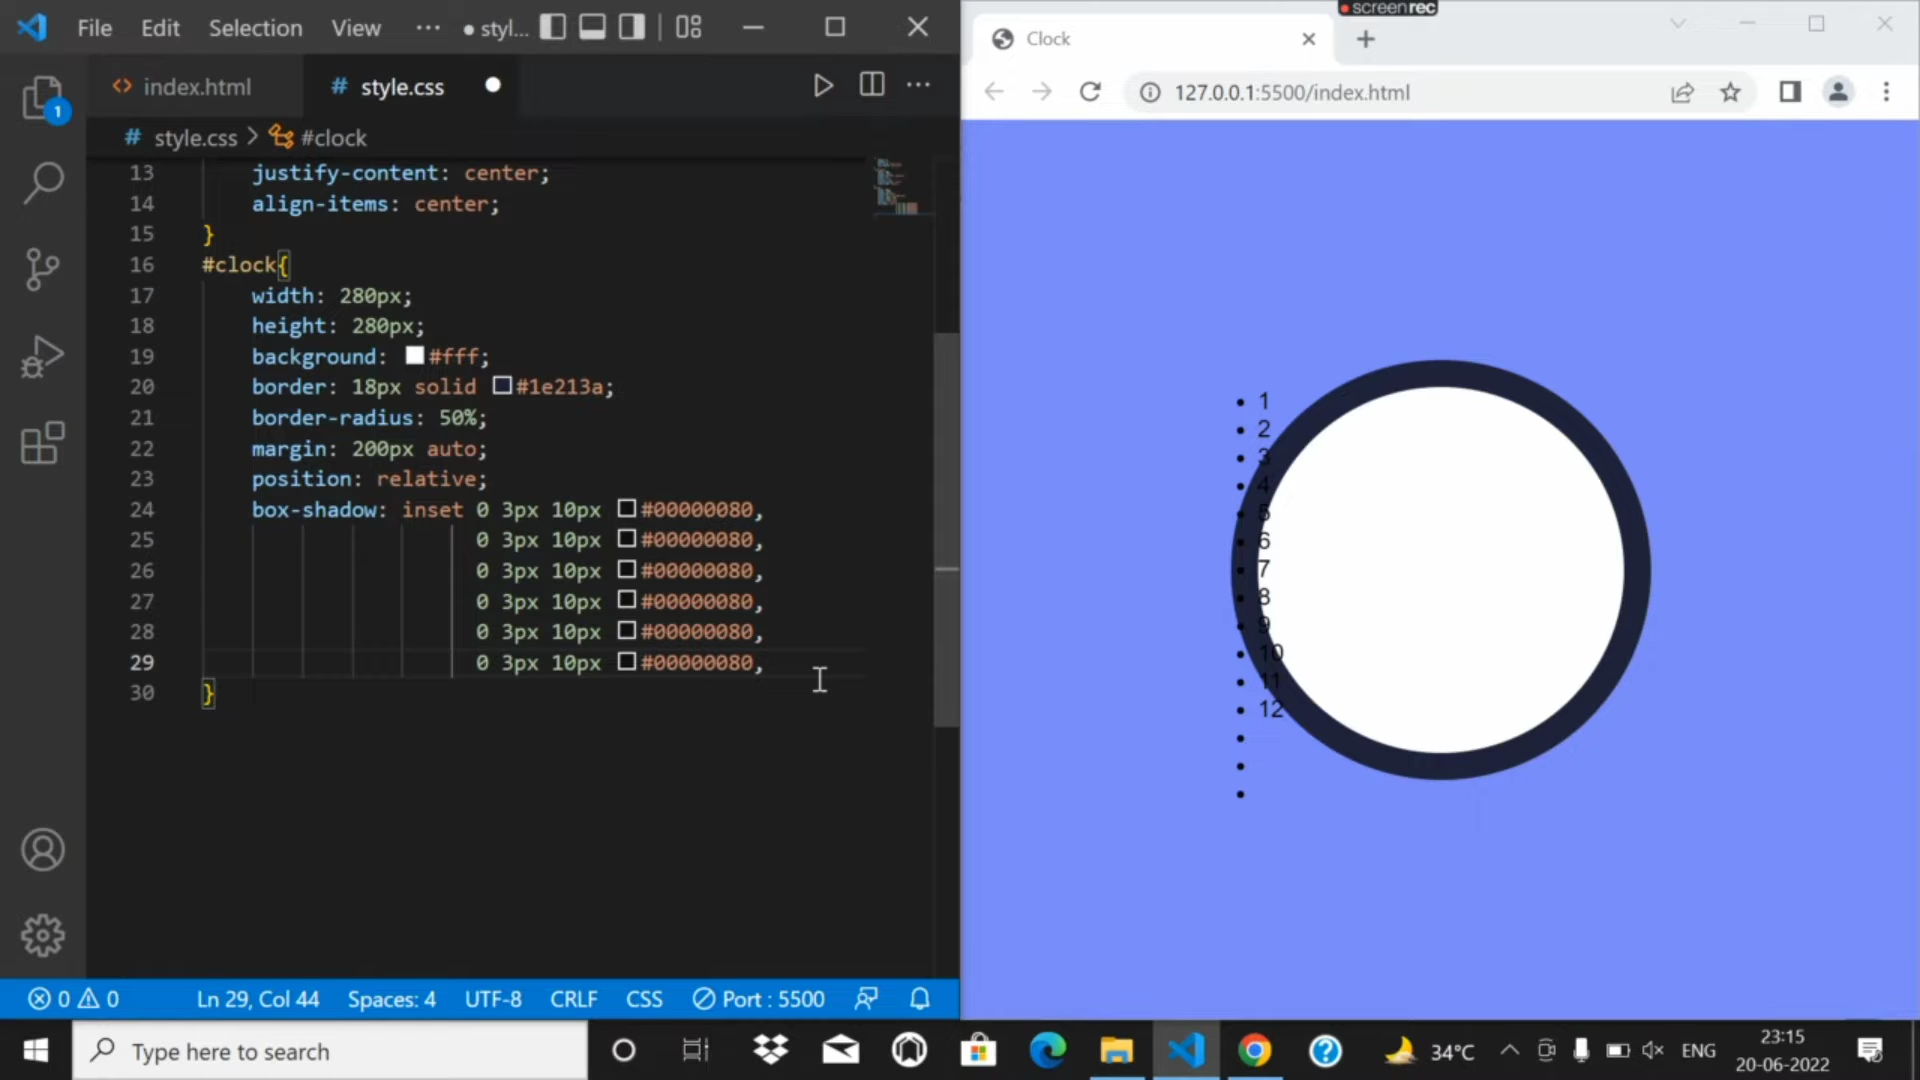 File Edit Selection View ··· ● styl...
index.html
# style.css
# style.css > #clock
13 justify-content: center;
14 align-items: center;
15 }
16 #clock{
17 width: 280px;
18 height: 280px;
19 background: #fff;
20 border: 18px solid #1e213a;
21 border-radius: 50%;
22 margin: 200px auto;
23 position: relative;
24 box-shadow: inset 0 3px 10px #00000080,
25 0 3px 10px #00000080,
26 0 3px 10px #00000080,
27 0 3px 10px #00000080,
28 0 3px 10px #00000080,
29 0 3px 10px #00000080,
30 }
1
0 0 Ln 29, Col 44 Spaces: 4 UTF-8 CRLF CSS Port : 5500
screenrec
Clock
127.0.0.1:5500/index.html
• 1
• 2
• 3
• 4
• 5
• 6
• 7
• 8
• 9
• 10
• 11
• 12
•
•
•
Type here to search
34°C
ENG
23:15
20-06-2022